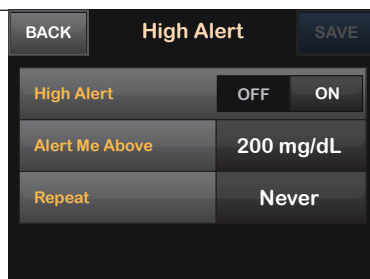 BACK High Alert SAVE
High Alert OFF ON
Alert Me Above 200 mg/dL
Repeat Never